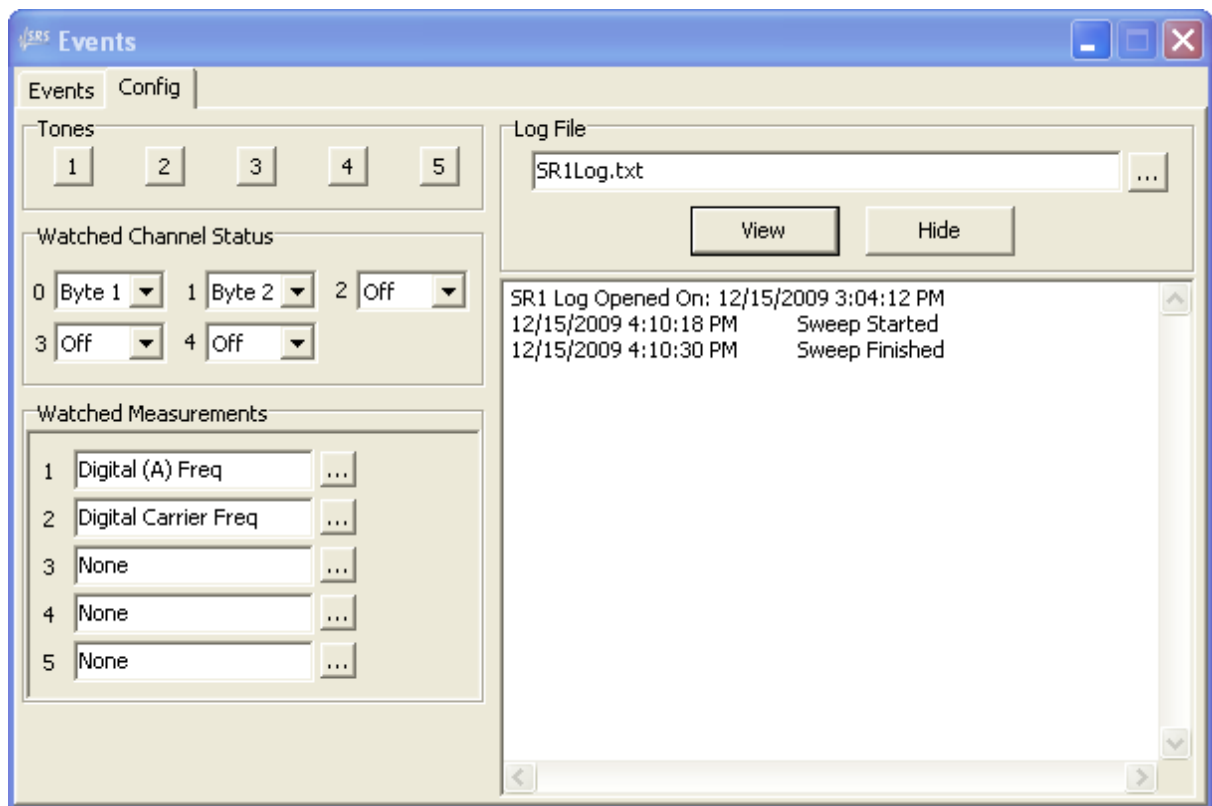 SRS Events
Events Config
Tones
1 2 3 4 5
Watched Channel Status
0 Byte 1 1 Byte 2 2 Off
3 Off 4 Off
Watched Measurements
1 Digital (A) Freq ...
2 Digital Carrier Freq ...
3 None ...
4 None ...
5 None ...
Log File
SR1Log.txt ...
View Hide
SR1 Log Opened On: 12/15/2009 3:04:12 PM
12/15/2009 4:10:18 PM Sweep Started
12/15/2009 4:10:30 PM Sweep Finished